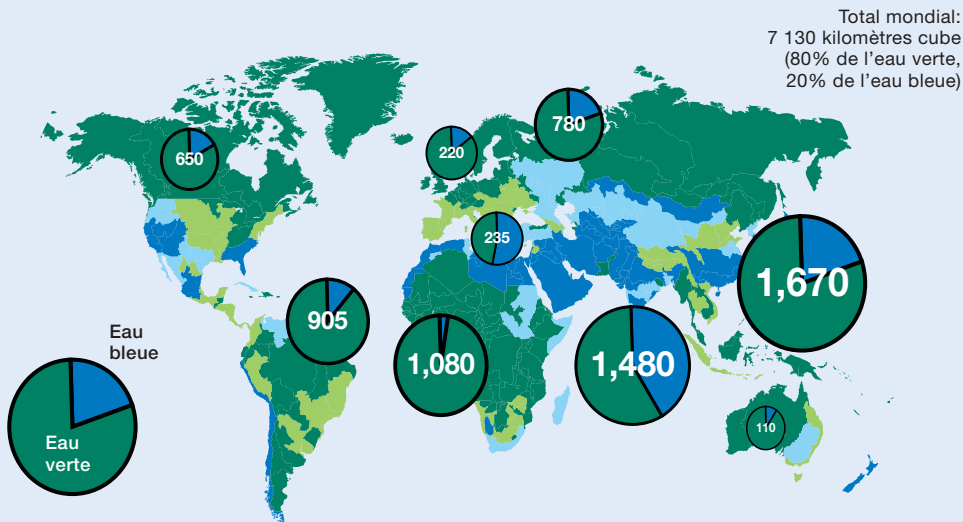 Total mondial:
7 130 kilomètres cube
(80% de l'eau verte,
20% de l'eau bleue)
780
220
650
235
1,670
905
1,080
1,480
Eau
bleue
Eau
verte
110